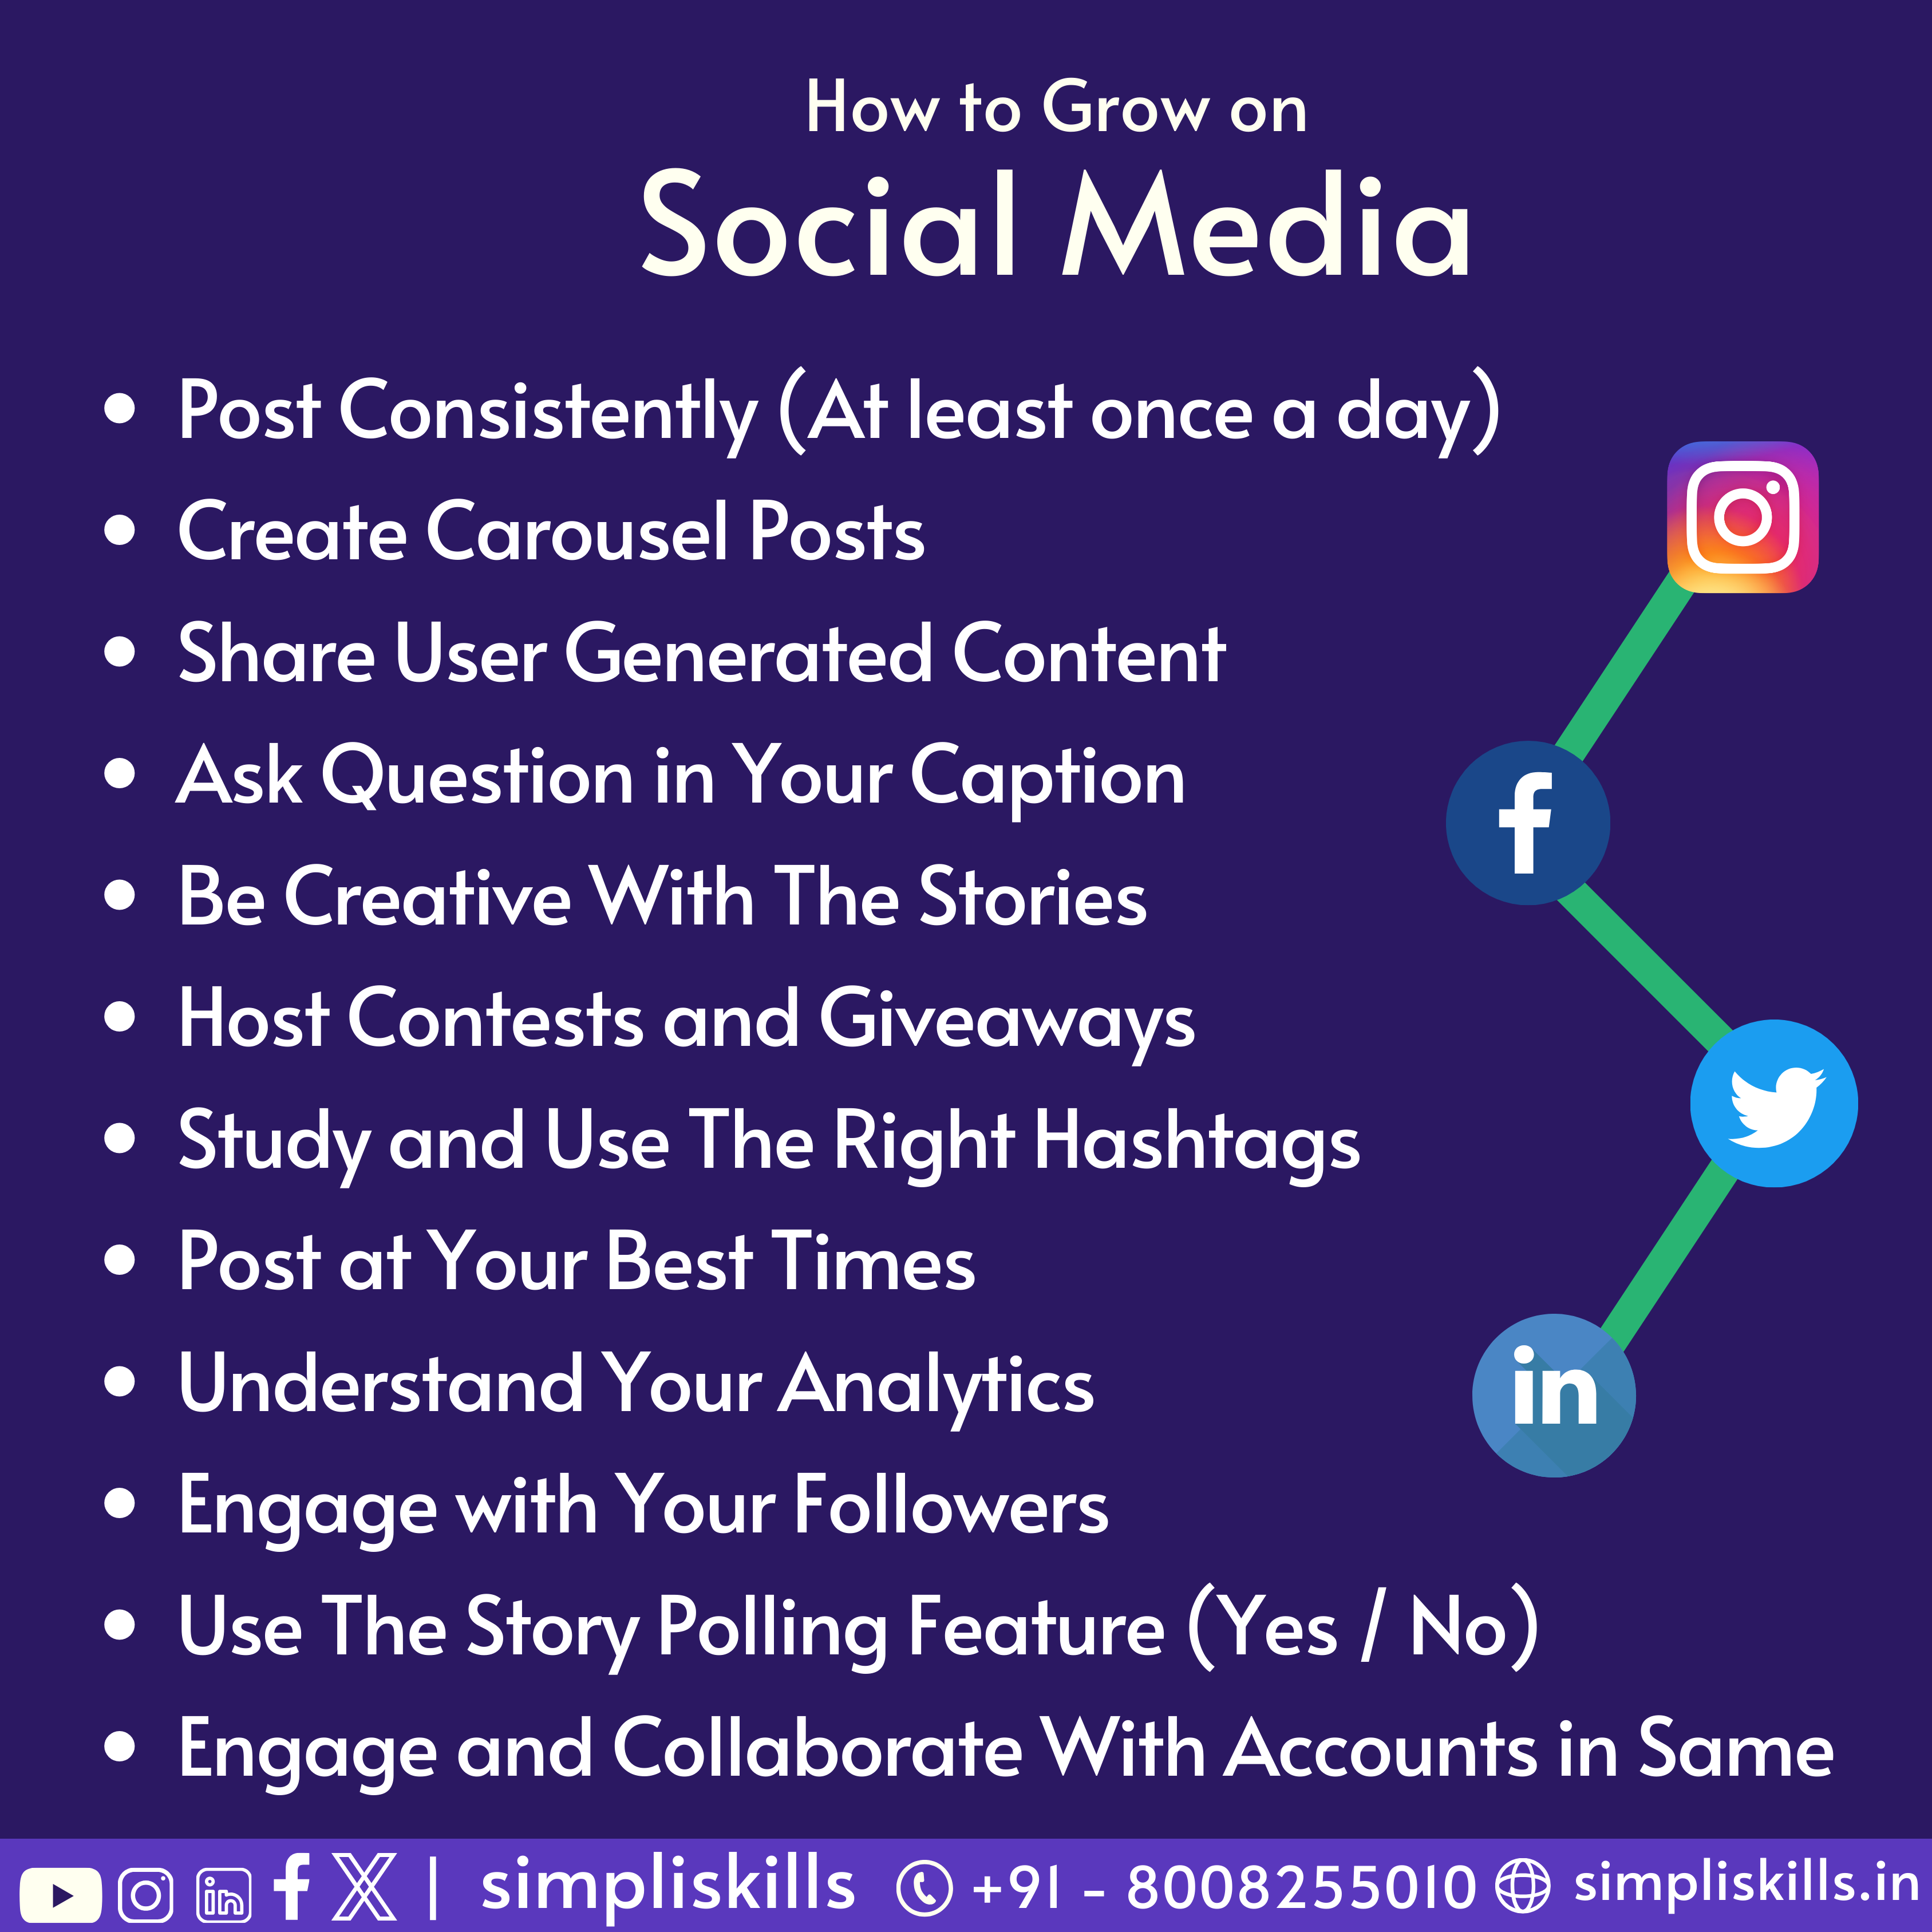 How to Grow on
Social Media
• Post Consistently (At least once a day)
• Create Carousel Posts
• Share User Generated Content
• Ask Question in Your Caption
• Be Creative With The Stories
• Host Contests and Giveaways
• Study and Use The Right Hashtags
• Post at Your Best Times
• Understand Your Analytics
• Engage with Your Followers
• Use The Story Polling Feature (Yes / No)
• Engage and Collaborate With Accounts in Same
| simpliskills +91 - 8008255010 simpliskills.in